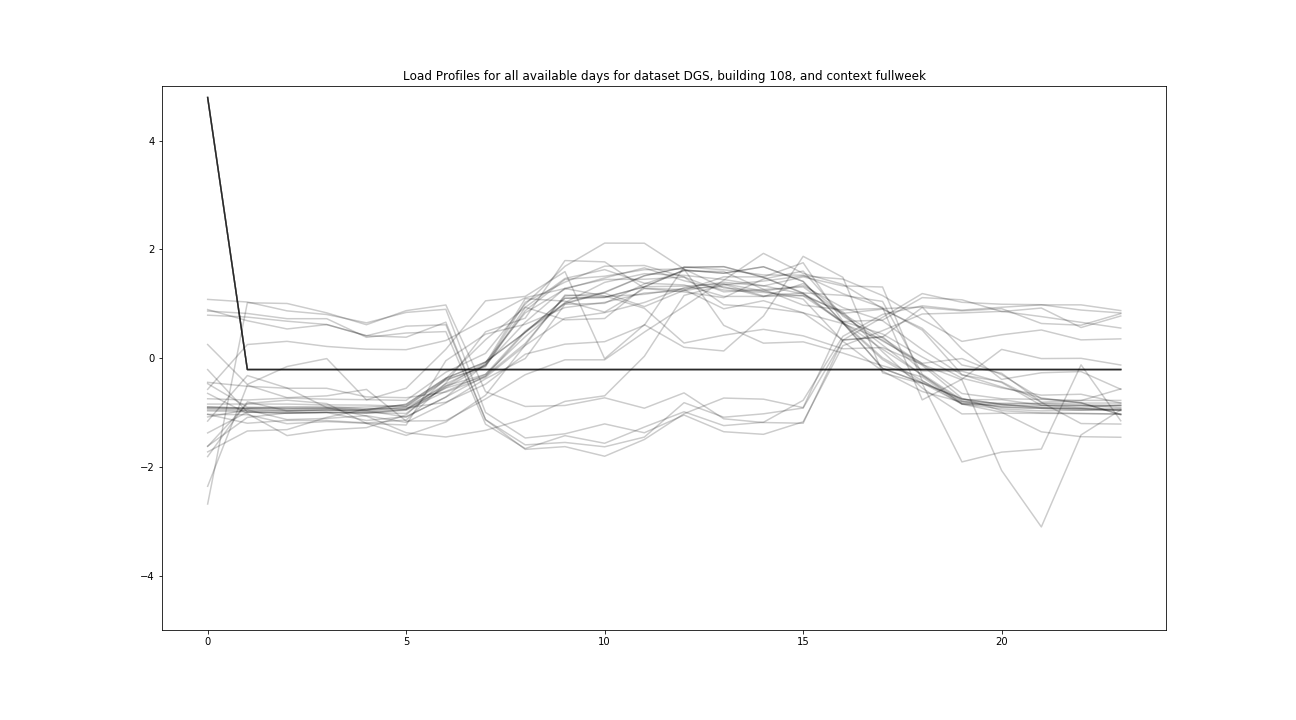 Load Profiles for all available days for dataset DGS, building 108, and context fullweek
4
2
0
−2
−4
0 5 10 15 20